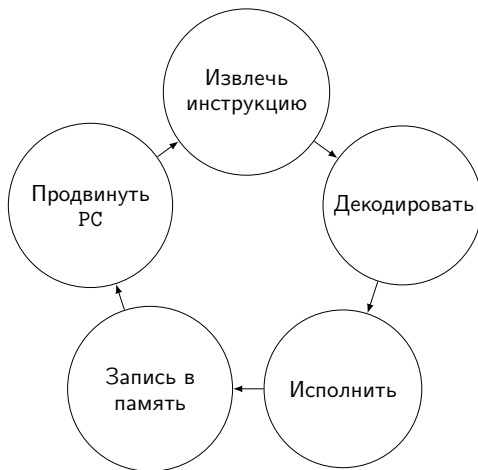 Извлечь
инструкцию
Декодировать
Исполнить
Запись в
память
Продвинуть
PC